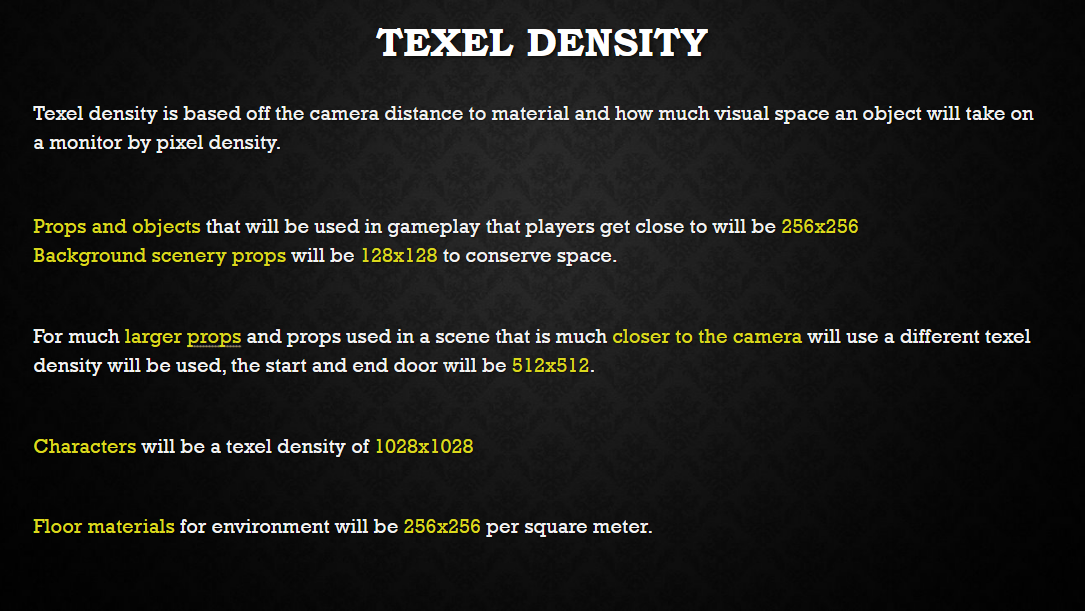 TEXEL DENSITY
Texel density is based off the camera distance to material and how much visual space an object will take on
a monitor by pixel density.
Props and objects that will be used in gameplay that players get close to will be 256x256
Background scenery props will be 128x128 to conserve space.
For much larger props and props used in a scene that is much closer to the camera will use a different texel
density will be used, the start and end door will be 512x512.
Characters will be a texel density of 1028x1028
Floor materials for environment will be 256x256 per square meter.